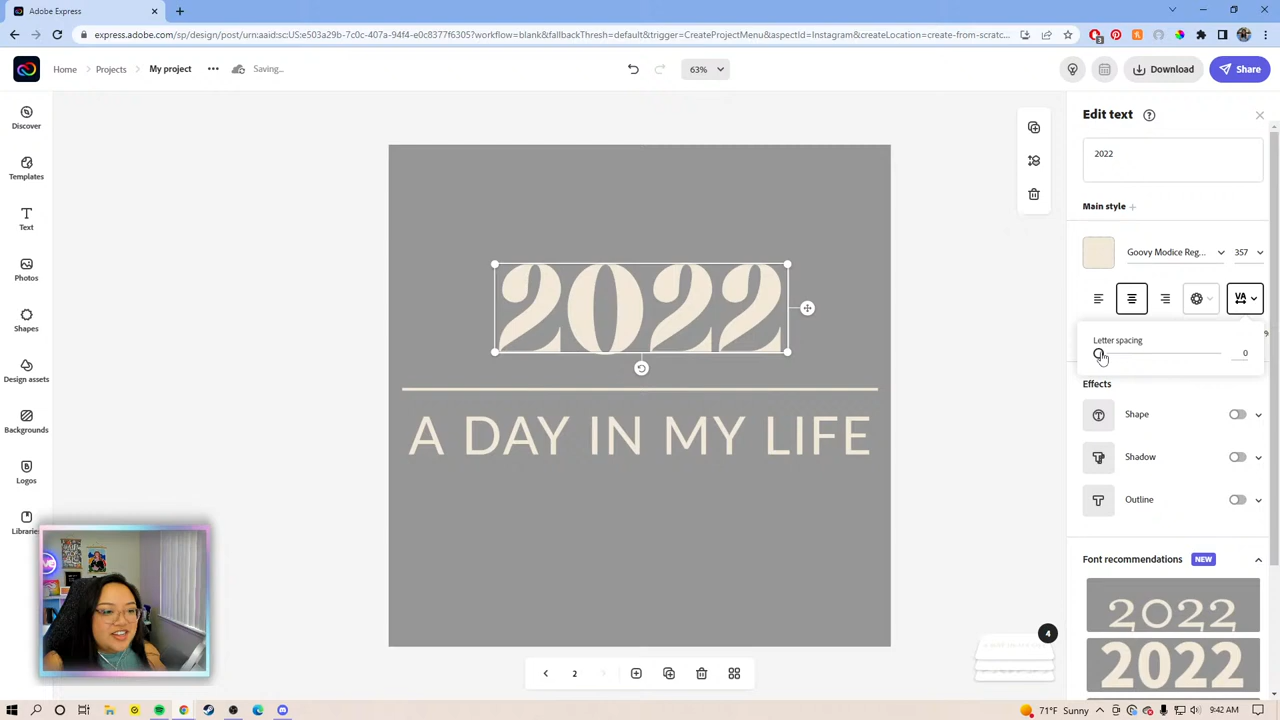 Adobe Express
express.adobe.com/sp/design/post/urn:aaid:sc:US:e503a29b-7c0c-407a-94f4-e0c8377f6305?workflow=blank&fallbackThresh=default&trigger=CreateProjectMenu&aspectId=Instagram&createLocation=create-from-scratc...
3
Home
Projects
My project
Saving...
63%
Download
Share
Discover
Templates
Text
Photos
Shapes
Design assets
Backgrounds
Logos
Libraries
2022
A DAY IN MY LIFE
4
2
Edit text
2022
Main style +
Goovy Modice Reg...
357
VA
Letter spacing
0
Effects
Shape
Shadow
Outline
Font recommendations
NEW
2022
2022
71°F Sunny
9:42 AM